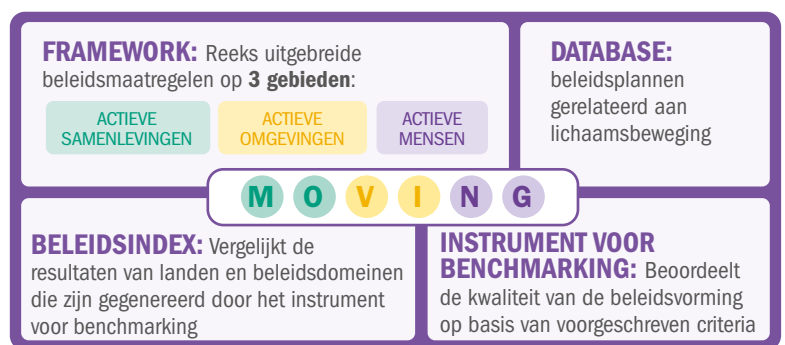 FRAMEWORK: Reeks uitgebreide
beleidsmaatregelen op 3 gebieden:
ACTIEVE
SAMENLEVINGEN
ACTIEVE
OMGEVINGEN
ACTIEVE
MENSEN
DATABASE:
beleidsplannen
gerelateerd aan
lichaamsbeweging
M O V I N G
BELEIDSINDEX: Vergelijkt de
resultaten van landen en beleidsdomeinen
die zijn gegenereerd door het instrument
voor benchmarking
INSTRUMENT VOOR
BENCHMARKING: Beoordeelt
de kwaliteit van de beleidsvorming
op basis van voorgeschreven criteria